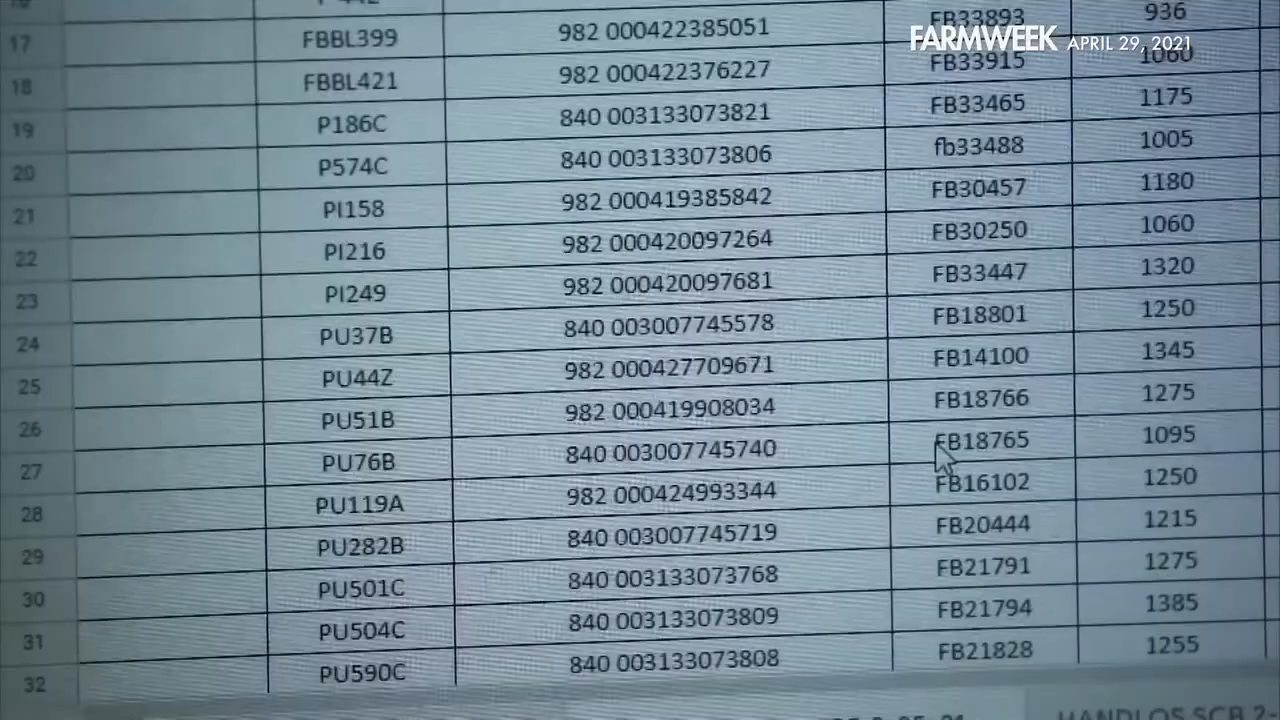 FARMWEEK APRIL 29, 2021
17 FBBL399 982 000422385051 FB33893 936
18 FBBL421 982 000422376227 FB33915 1060
19 P186C 840 003133073821 FB33465 1175
20 P574C 840 003133073806 fb33488 1005
21 PI158 982 000419385842 FB30457 1180
22 PI216 982 000420097264 FB30250 1060
23 PI249 982 000420097681 FB33447 1320
24 PU37B 840 003007745578 FB18801 1250
25 PU44Z 982 000427709671 FB14100 1345
26 PU51B 982 000419908034 FB18766 1275
27 PU76B 840 003007745740 FB18765 1095
28 PU119A 982 000424993344 FB16102 1250
29 PU282B 840 003007745719 FB20444 1215
30 PU501C 840 003133073768 FB21791 1275
31 PU504C 840 003133073809 FB21794 1385
32 PU590C 840 003133073808 FB21828 1255
HANDLOS SCB